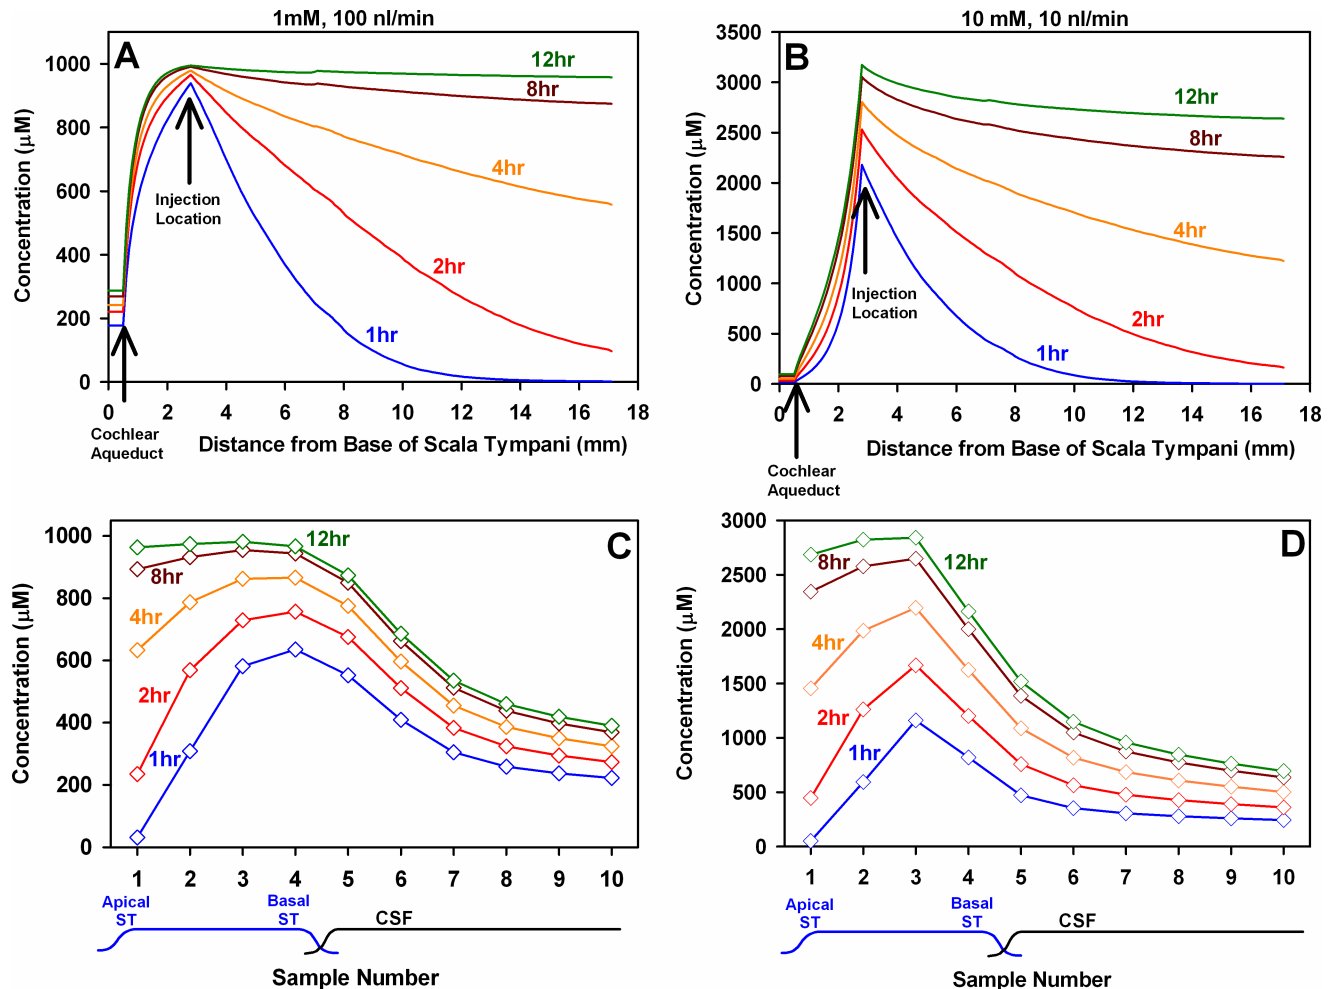 1mM, 100 nl/min
A
1000
800
600
400
200
0
Concentration (μM)
12hr
8hr
4hr
2hr
1hr
Injection
Location
0 2 4 6 8 10 12 14 16 18
Cochlear
Aqueduct
Distance from Base of Scala Tympani (mm)
10 mM, 10 nl/min
B
3500
3000
2500
2000
1500
1000
500
0
Concentration (μM)
12hr
8hr
4hr
2hr
1hr
Injection
Location
0 2 4 6 8 10 12 14 16 18
Distance from Base of Scala Tympani (mm)
Cochlear
Aqueduct
C
1000
800
600
400
200
0
Concentration (μM)
12hr
8hr
4hr
2hr
1hr
1 2 3 4 5 6 7 8 9 10
Apical
ST
Basal
ST
CSF
Sample Number
D
3000
2500
2000
1500
1000
500
0
Concentration (μM)
8hr
12hr
4hr
2hr
1hr
1 2 3 4 5 6 7 8 9 10
Apical
ST
Basal
ST
CSF
Sample Number